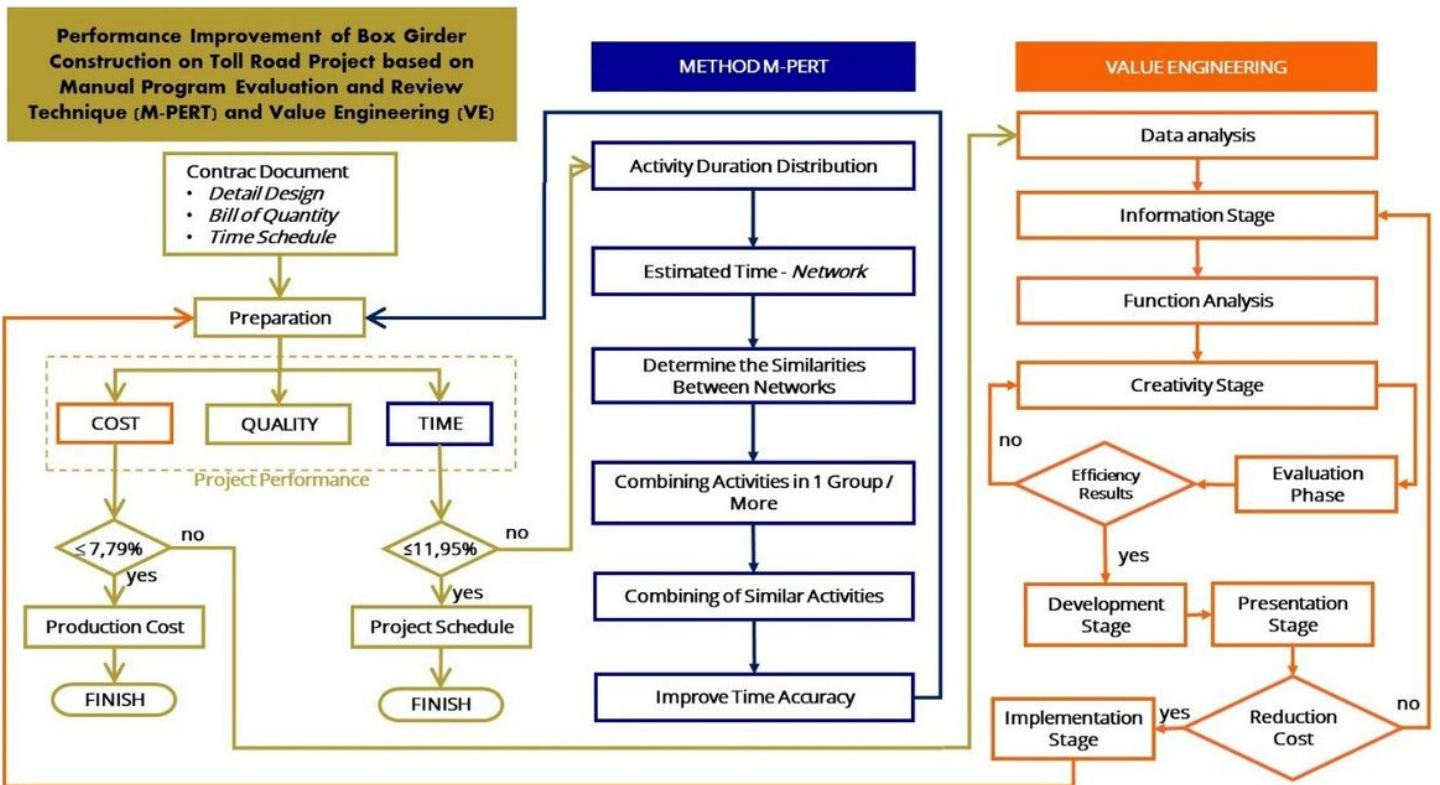 Performance Improvement of Box Girder
Construction on Toll Road Project based on
Manual Program Evaluation and Review
Technique (M-PERT) and Value Engineering (VE)
Contrac Document
• Detail Design
• Bill of Quantity
• Time Schedule
Preparation
COST
QUALITY
TIME
Project Performance
≤ 7,79%
no
yes
Production Cost
FINISH
≤11,95%
no
yes
Project Schedule
FINISH
METHOD M-PERT
Activity Duration Distribution
Estimated Time - Network
Determine the Similarities
Between Networks
Combining Activities in 1 Group /
More
Combining of Similar Activities
Improve Time Accuracy
VALUE ENGINEERING
Data analysis
Information Stage
Function Analysis
Creativity Stage
no
Efficiency
Results
Evaluation
Phase
yes
Development
Stage
Presentation
Stage
Implementation
Stage
yes
Reduction
Cost
no